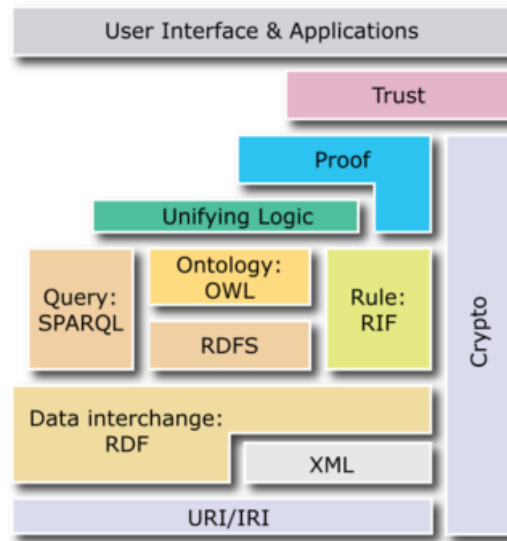 User Interface & Applications
Trust
Proof
Unifying Logic
Query:
SPARQL
Ontology:
OWL
RDFS
Rule:
RIF
Crypto
Data interchange:
RDF
XML
URI/IRI